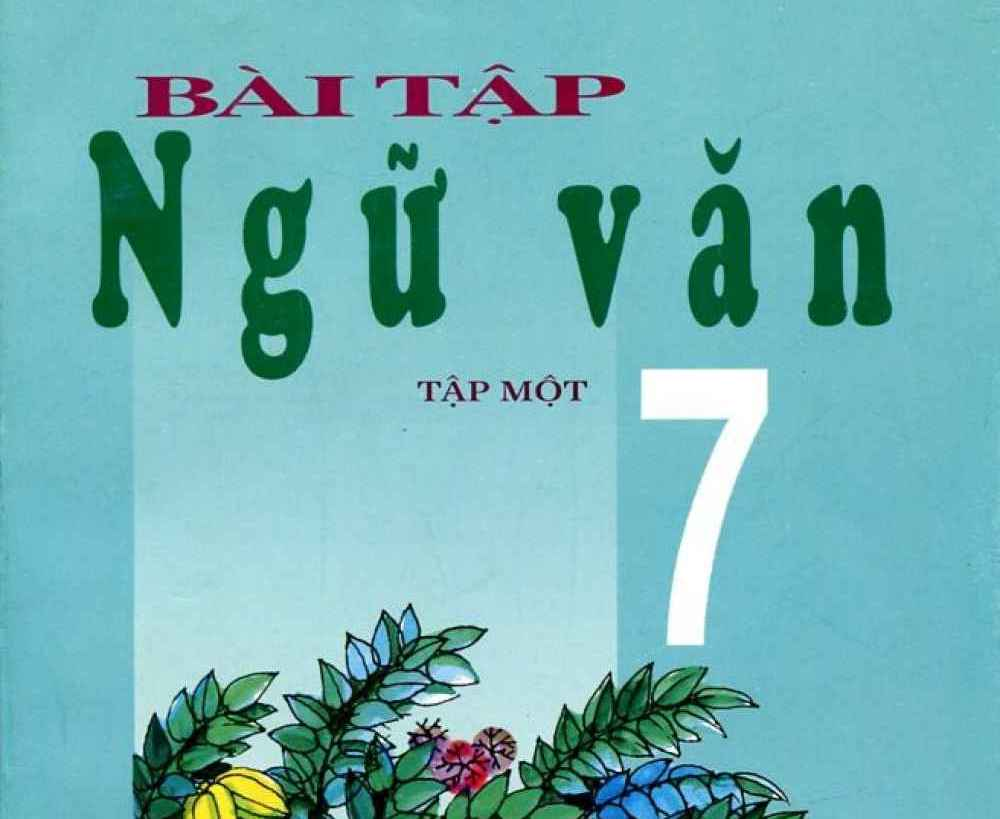 BÀI TẬP
Ngữ văn
TẬP MỘT
7